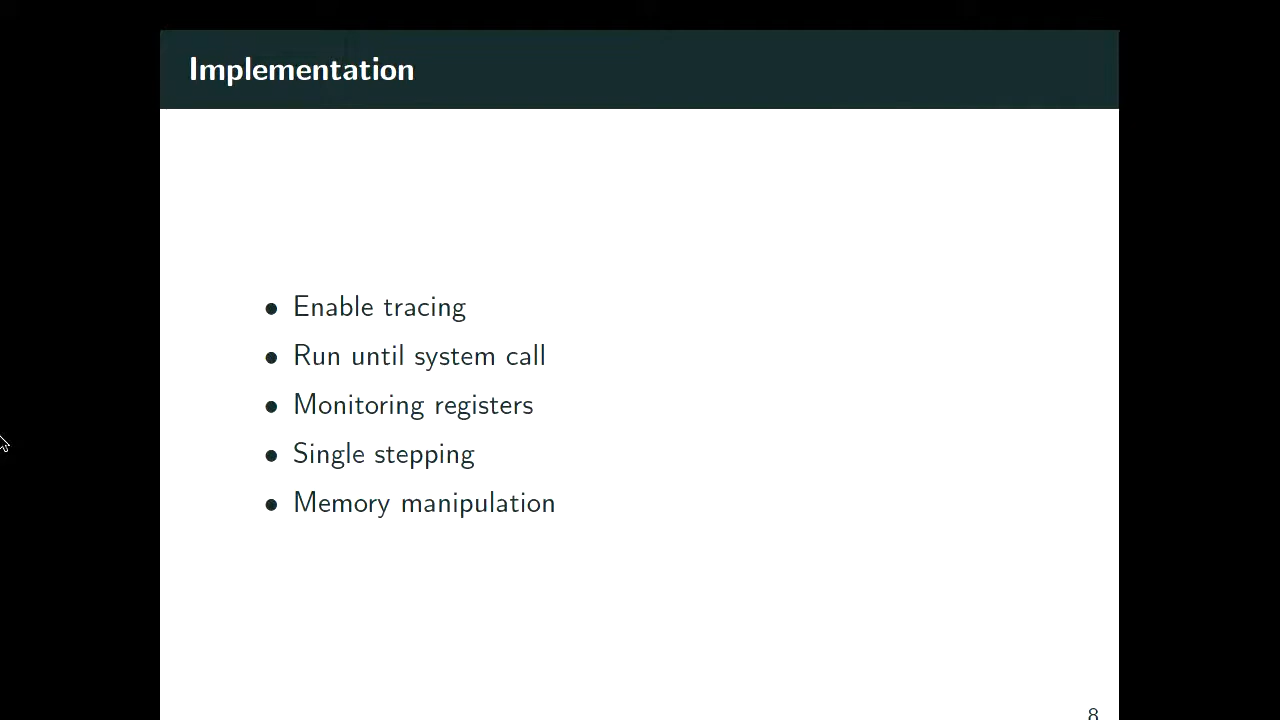 Implementation
• Enable tracing
• Run until system call
• Monitoring registers
• Single stepping
• Memory manipulation
8